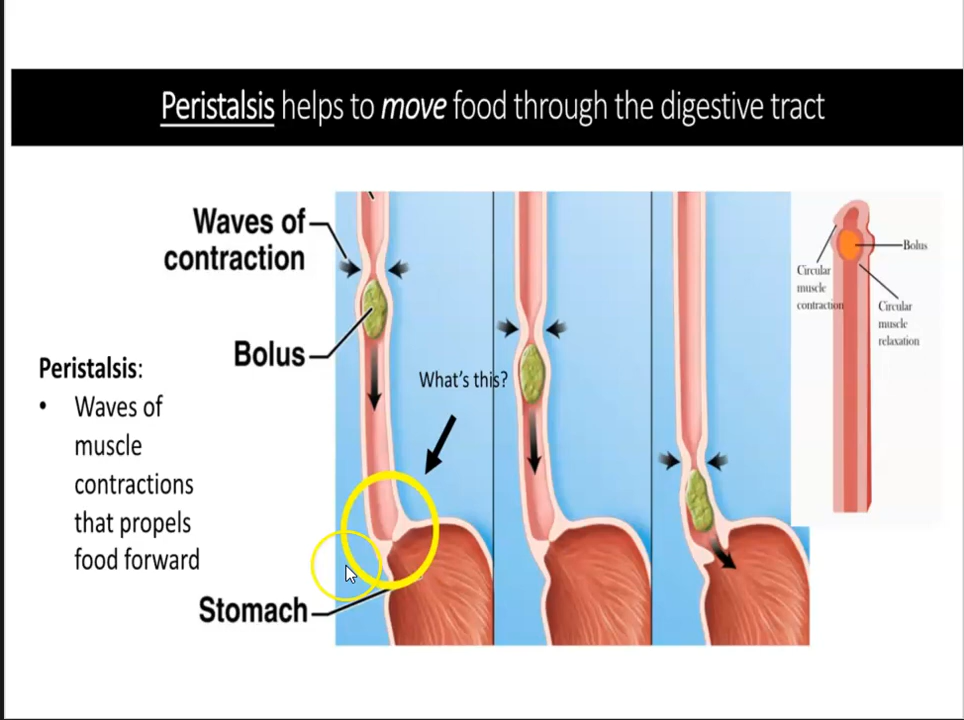 Peristalsis helps to move food through the digestive tract
Waves of
contraction
Bolus
What's this?
Peristalsis:
• Waves of
muscle
contractions
that propels
food forward
Stomach
Bolus
Circular
muscle
contraction
Circular
muscle
relaxation